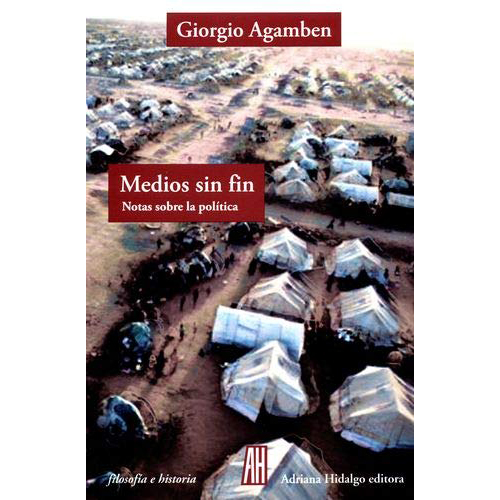 Giorgio Agamben
Medios sin fin
Notas sobre la política
filosofía e historia
AH
Adriana Hidalgo editora